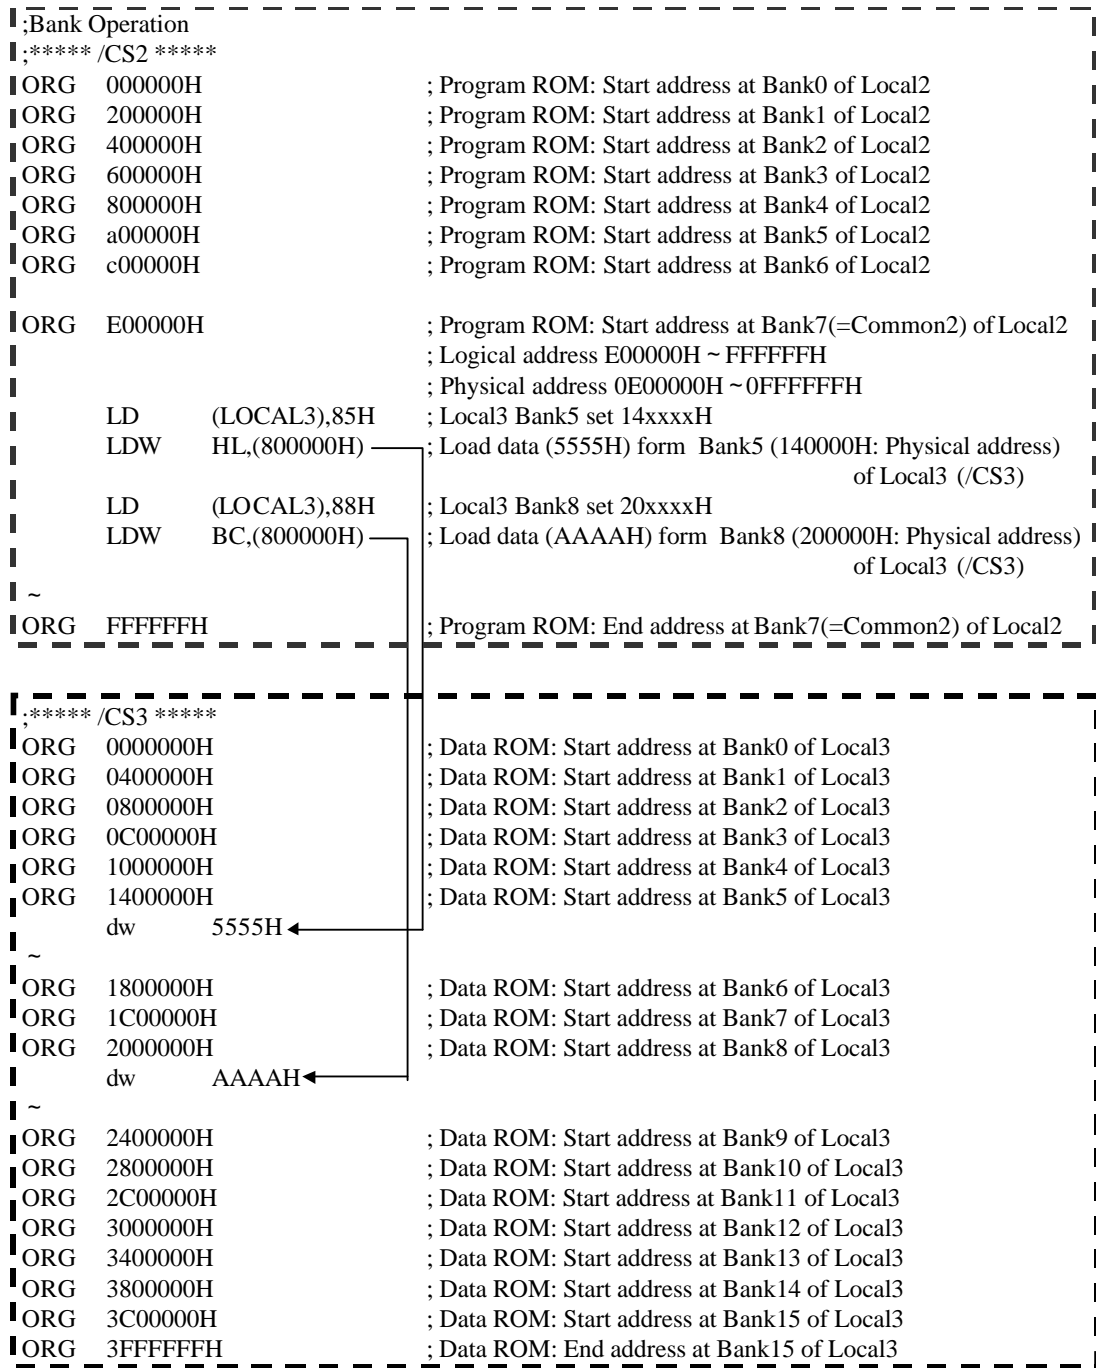 ;Bank Operation
;***** /CS2 *****
ORG 000000H ; Program ROM: Start address at Bank0 of Local2
ORG 200000H ; Program ROM: Start address at Bank1 of Local2
ORG 400000H ; Program ROM: Start address at Bank2 of Local2
ORG 600000H ; Program ROM: Start address at Bank3 of Local2
ORG 800000H ; Program ROM: Start address at Bank4 of Local2
ORG a00000H ; Program ROM: Start address at Bank5 of Local2
ORG c00000H ; Program ROM: Start address at Bank6 of Local2
ORG E00000H ; Program ROM: Start address at Bank7(=Common2) of Local2
; Logical address E00000H ~ FFFFFFH
; Physical address 0E00000H ~ 0FFFFFFH
LD (LOCAL3),85H ; Local3 Bank5 set 14xxxxH
LDW HL,(800000H) ; Load data (5555H) form Bank5 (140000H: Physical address)
of Local3 (/CS3)
LD (LOCAL3),88H ; Local3 Bank8 set 20xxxxH
LDW BC,(800000H) ; Load data (AAAAH) form Bank8 (200000H: Physical address)
of Local3 (/CS3)
~
ORG FFFFFFH ; Program ROM: End address at Bank7(=Common2) of Local2
;***** /CS3 *****
ORG 0000000H ; Data ROM: Start address at Bank0 of Local3
ORG 0400000H ; Data ROM: Start address at Bank1 of Local3
ORG 0800000H ; Data ROM: Start address at Bank2 of Local3
ORG 0C00000H ; Data ROM: Start address at Bank3 of Local3
ORG 1000000H ; Data ROM: Start address at Bank4 of Local3
ORG 1400000H ; Data ROM: Start address at Bank5 of Local3
dw 5555H
~
ORG 1800000H ; Data ROM: Start address at Bank6 of Local3
ORG 1C00000H ; Data ROM: Start address at Bank7 of Local3
ORG 2000000H ; Data ROM: Start address at Bank8 of Local3
dw AAAAH
~
ORG 2400000H ; Data ROM: Start address at Bank9 of Local3
ORG 2800000H ; Data ROM: Start address at Bank10 of Local3
ORG 2C00000H ; Data ROM: Start address at Bank11 of Local3
ORG 3000000H ; Data ROM: Start address at Bank12 of Local3
ORG 3400000H ; Data ROM: Start address at Bank13 of Local3
ORG 3800000H ; Data ROM: Start address at Bank14 of Local3
ORG 3C00000H ; Data ROM: Start address at Bank15 of Local3
ORG 3FFFFFFH ; Data ROM: End address at Bank15 of Local3